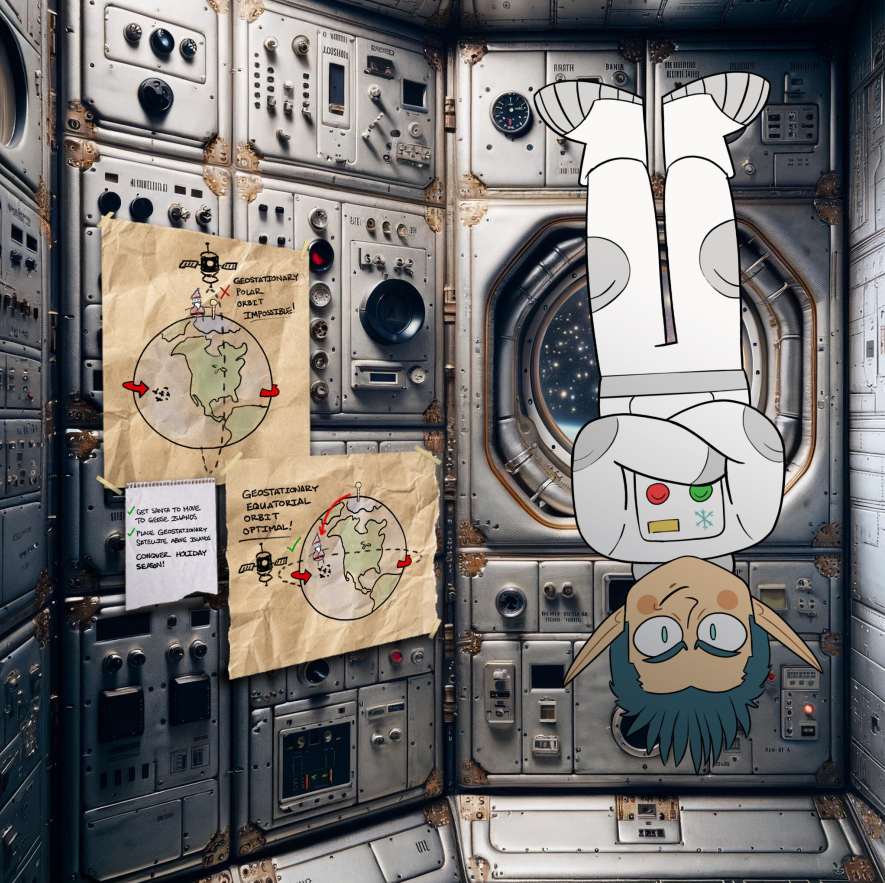 GEOSTATIONARY
POLAR
ORBIT
IMPOSSIBLE!
GET SANTA TO MOVE
TO GEESE ISLANDS
PLACE GEOSTATIONARY
SATELLITE ABOVE ISLANDS
CONQUER HOLIDAY
SEASON!
GEOSTATIONARY
EQUATORIAL
ORBIT
OPTIMAL!